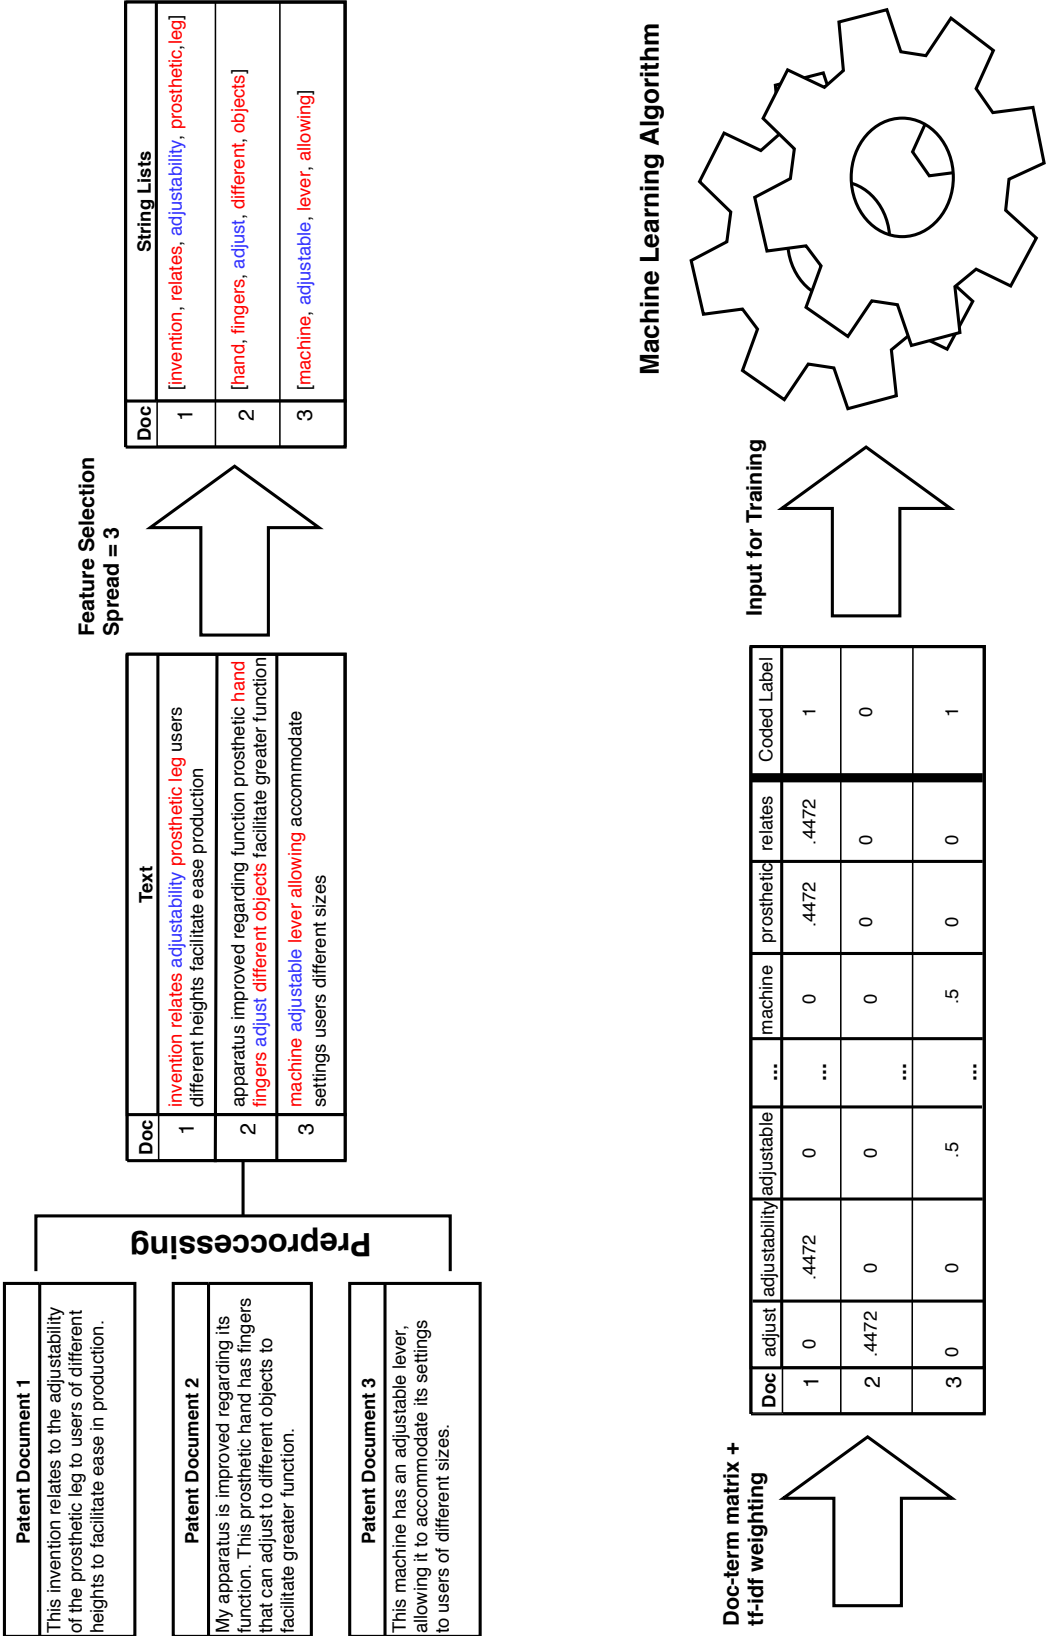 Patent Document 1
This invention relates to the adjustability
of the prosthetic leg to users of different
heights to facilitate ease in production.
Patent Document 2
My apparatus is improved regarding its
function. This prosthetic hand has fingers
that can adjust to different objects to
facilitate greater function.
Patent Document 3
This machine has an adjustable lever,
allowing it to accommodate its settings
to users of different sizes.
Preproccessing
Doc Text
1 invention relates adjustability prosthetic leg users
different heights facilitate ease production
2 apparatus improved regarding function prosthetic hand
fingers adjust different objects facilitate greater function
3 machine adjustable lever allowing accommodate
settings users different sizes
Feature Selection
Spread = 3
Doc String Lists
1 [invention, relates, adjustability, prosthetic,leg]
2 [hand, fingers, adjust, different, objects]
3 [machine, adjustable, lever, allowing]
Doc-term matrix +
tf-idf weighting
Doc adjust adjustability adjustable ... machine prosthetic relates Coded Label
1 0 .4472 0 ... 0 .4472 .4472 1
2 .4472 0 0 ... 0 0 0 0
3 0 0 .5 ... .5 0 0 1
Input for Training
Machine Learning Algorithm